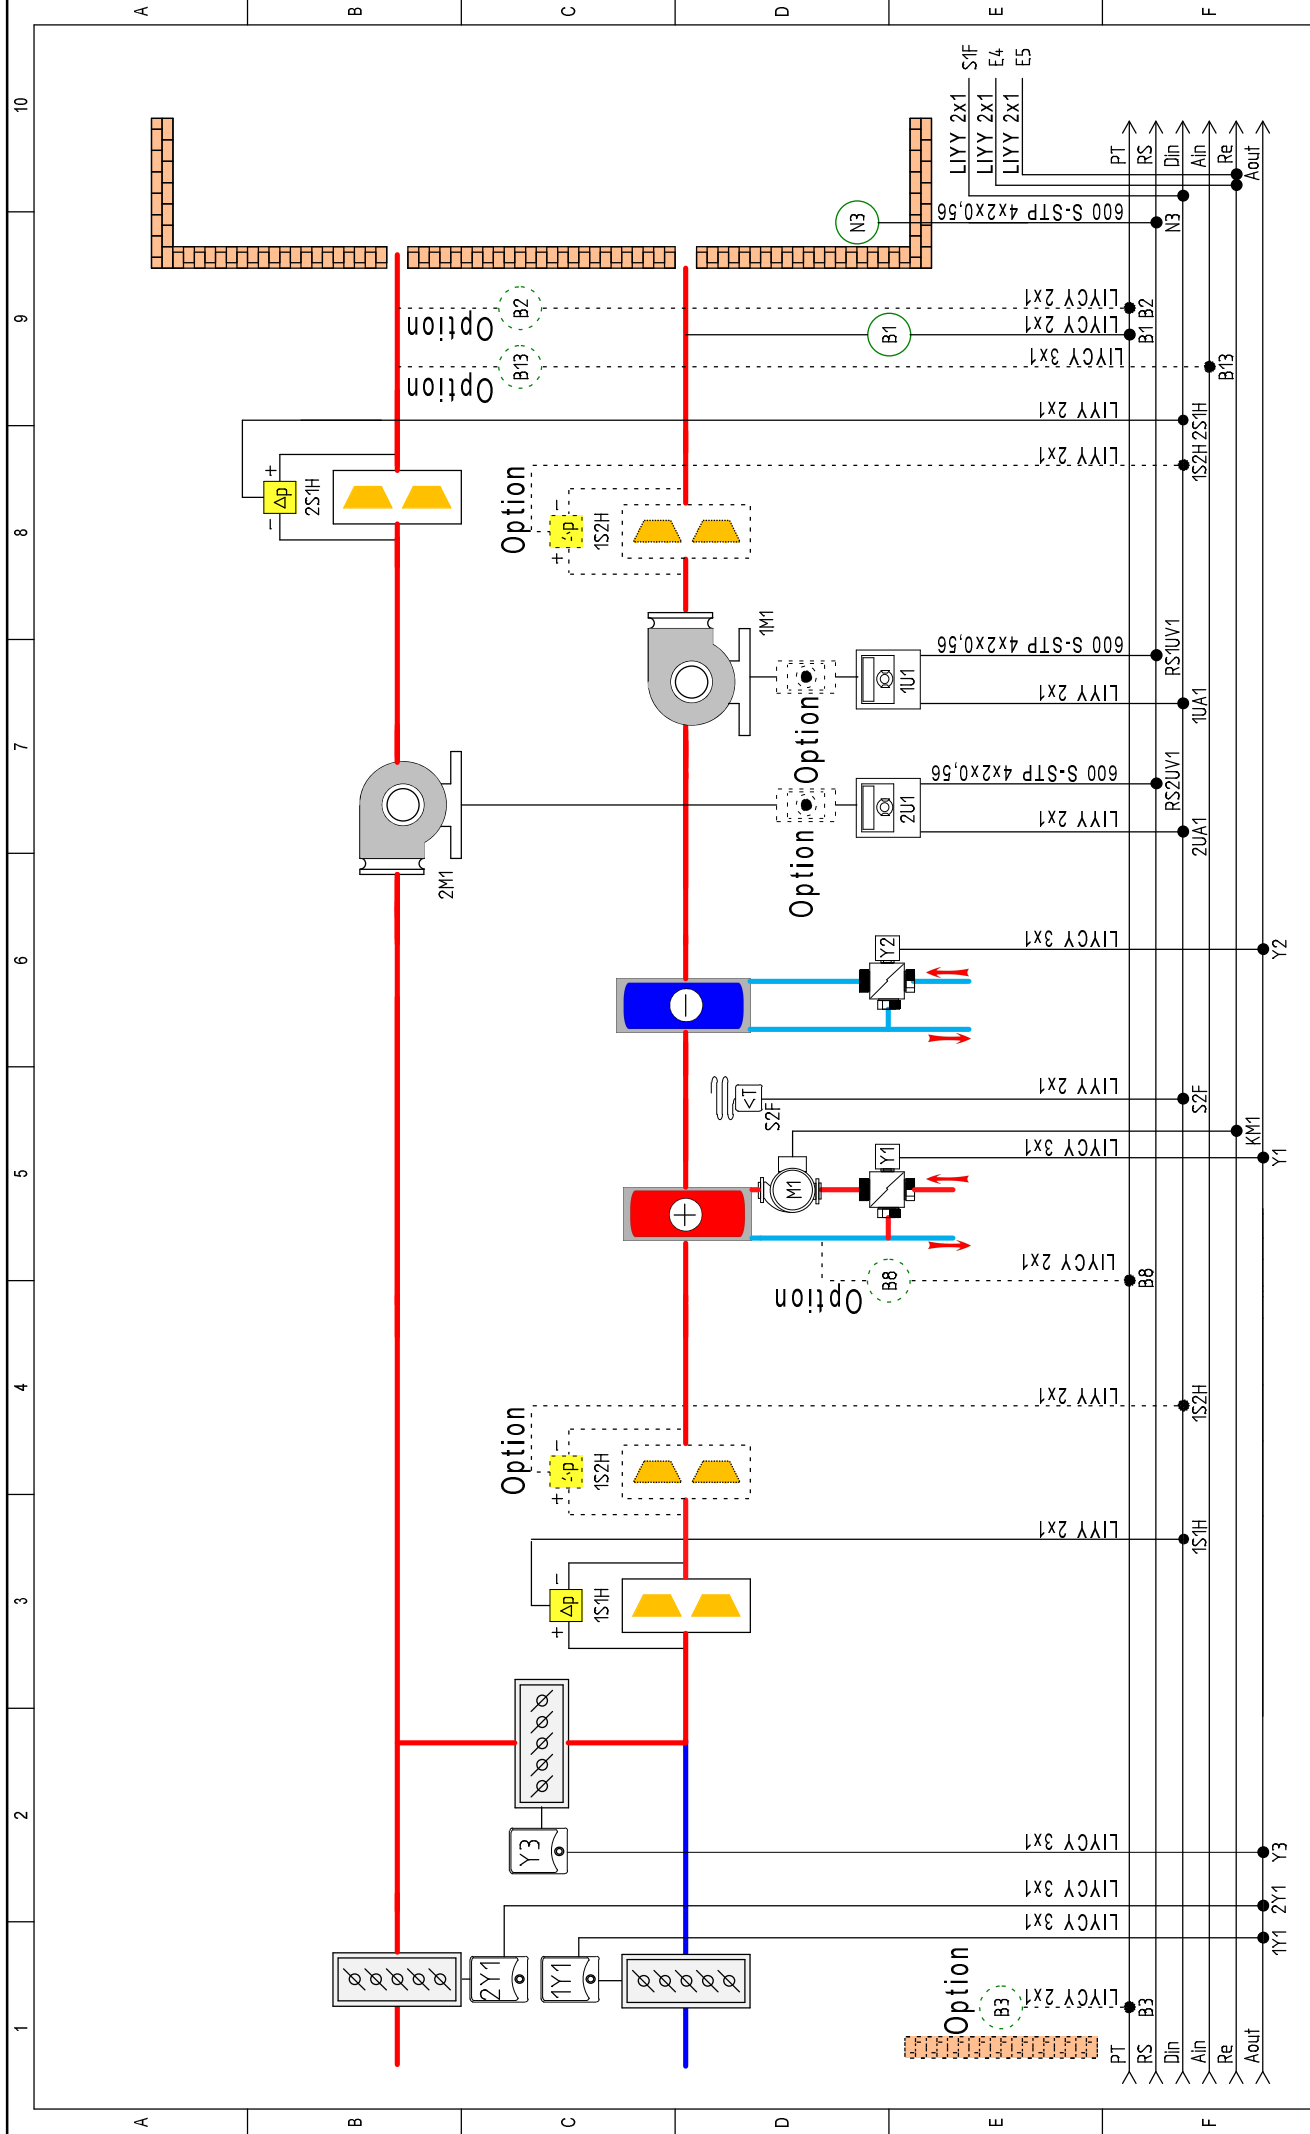 A B C D E F
10
9
8
7
6
5
4
3
2
1
S1F
E4
E5
LIYY 2x1
LIYY 2x1
LIYY 2x1
PT
RS
Din
Ain
Re
Aout
N3
600 S-STP 4x2x0,56
N3
Option
B2
LIYCY 2x1
B2
B1
LIYCY 2x1
B1
Option
B13
LIYCY 3x1
B13
- Δp +
2S1H
LIYY 2x1
2S1H
Option
+ -
1S2H
LIYY 2x1
1S2H
1M1
Option
1U1
600 S-STP 4x2x0,56
RS1UV1
LIYY 2x1
1UA1
2M1
Option
2U1
600 S-STP 4x2x0,56
RS2UV1
LIYY 2x1
2UA1
Y2
LIYCY 3x1
Y2
<T
S2F
LIYY 2x1
S2F
M1
KM1
Y1
LIYCY 3x1
Y1
Option
B8
LIYCY 2x1
B8
Option
+ -
1S2H
LIYY 2x1
1S2H
+ Δp -
1S1H
LIYY 2x1
1S1H
Y3
LIYCY 3x1
Y3
2Y1
LIYCY 3x1
2Y1
1Y1
LIYCY 3x1
1Y1
Option
B3
LIYCY 2x1
B3
PT
RS
Din
Ain
Re
Aout
A B C D E F